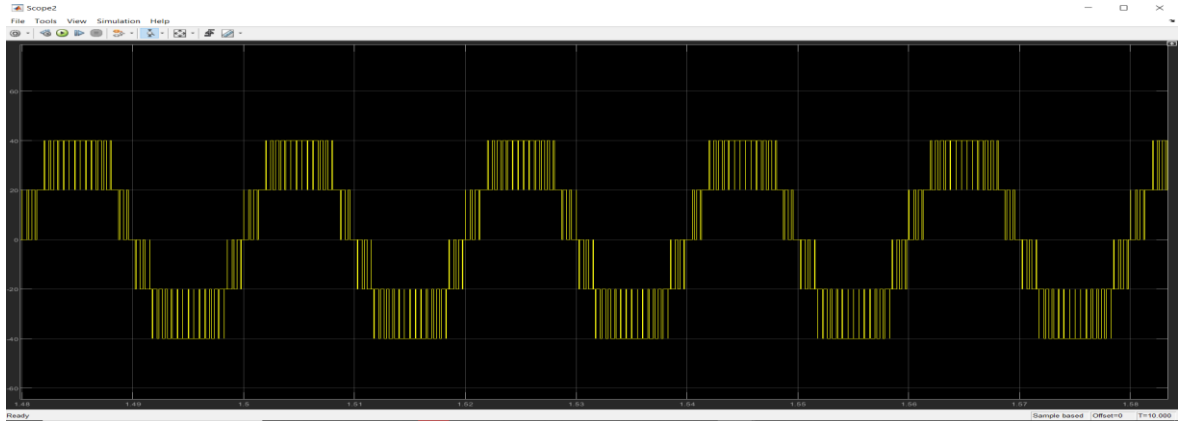 Scope2
File Tools View Simulation Help
60
40
20
0
-20
-40
-60
1.48 1.49 1.5 1.51 1.52 1.53 1.54 1.55 1.56 1.57 1.58
Ready Sample based Offset=0 T=10.000